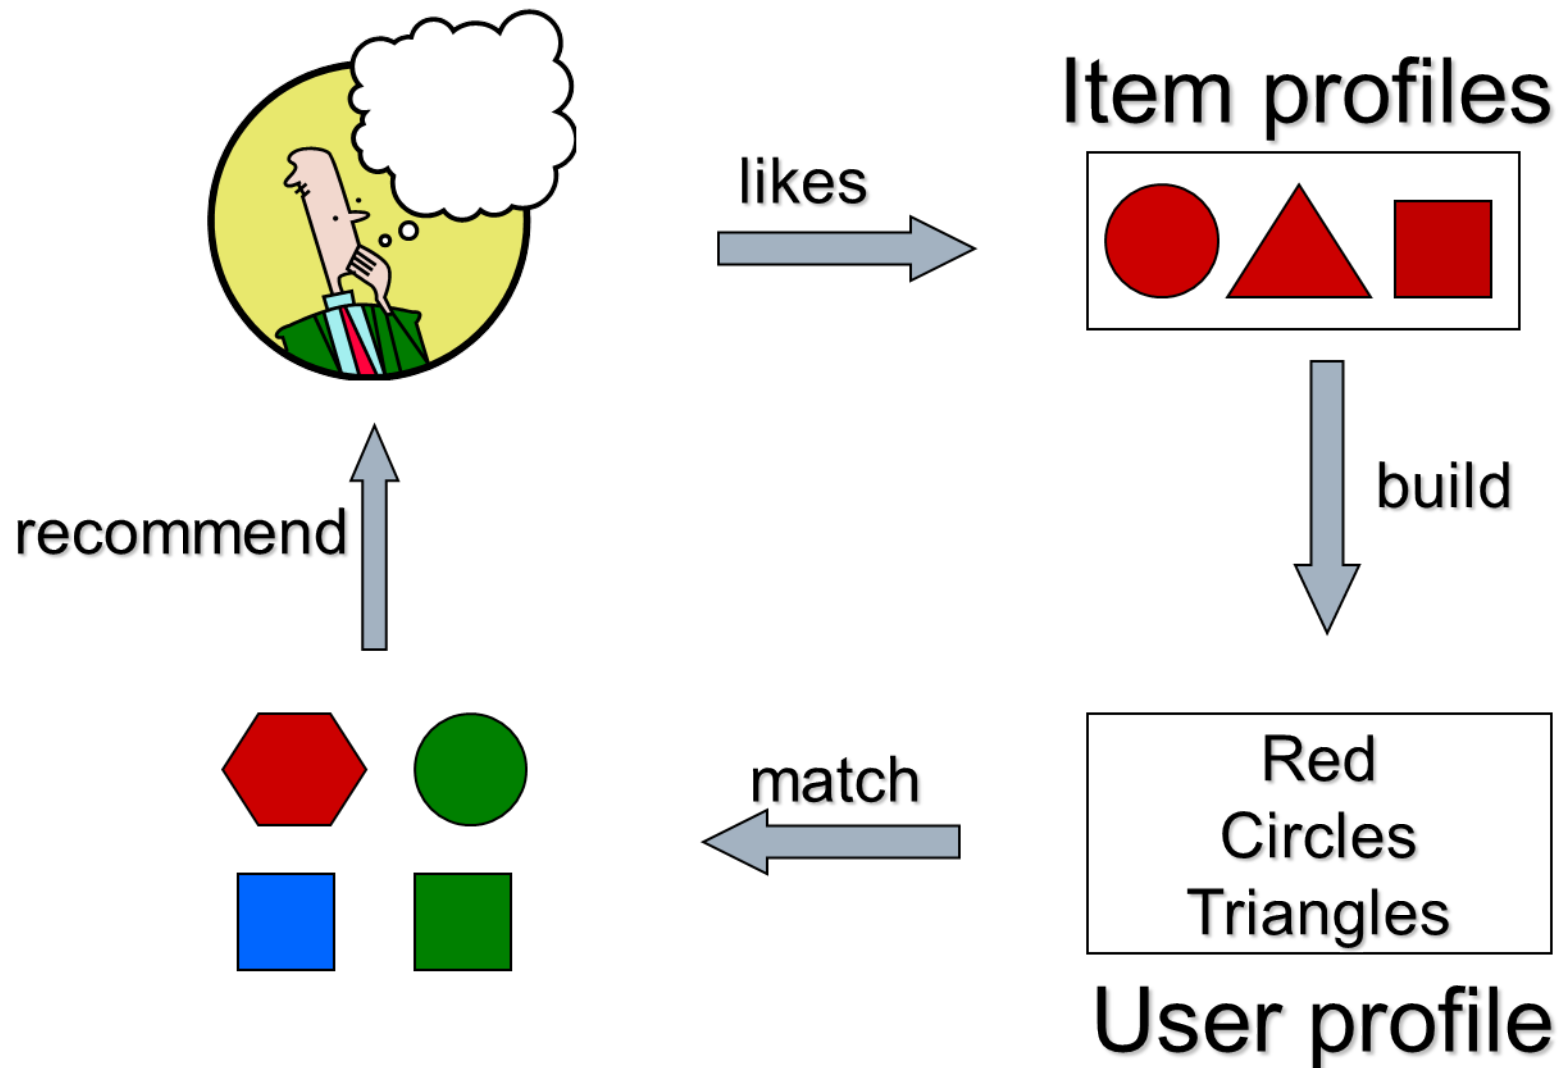 Item profiles
likes
build
recommend
match
Red
Circles
Triangles
User profile